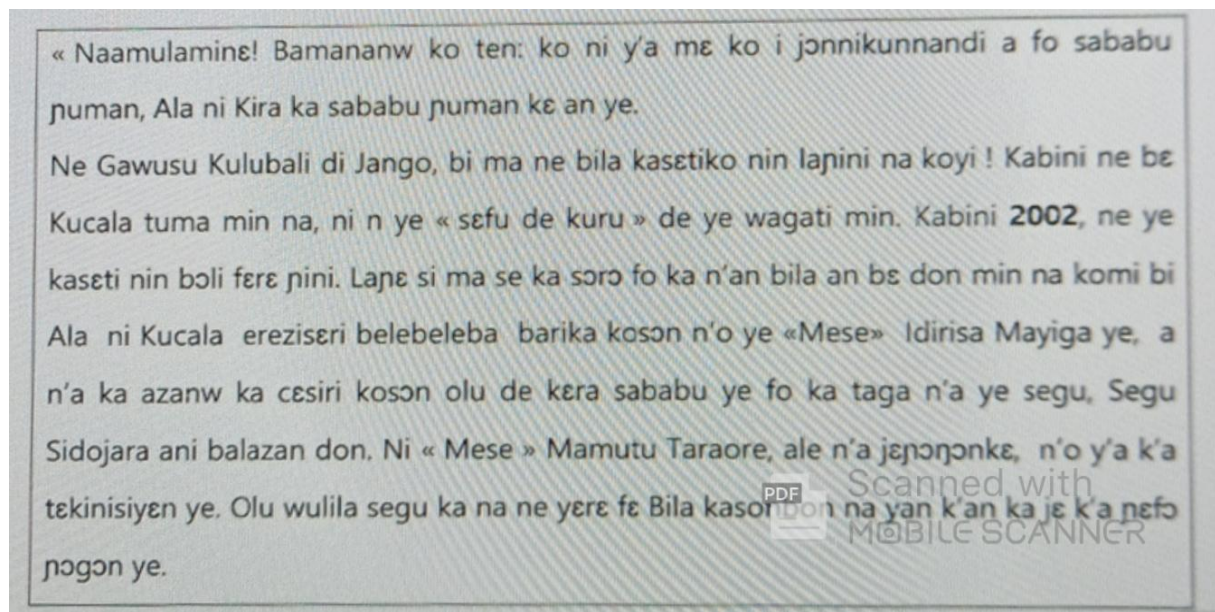 « Naamulaminɛ! Bamananw ko ten: ko ni y'a mɛ ko i jɔnnikunnandi a fo sababu
ɲuman, Ala ni Kira ka sababu ɲuman kɛ an ye.
Ne Gawusu Kulubali di Jango, bi ma ne bila kasɛtiko nin laɲini na koyi ! Kabini ne bɛ
Kucala tuma min na, ni n ye « sɛfu de kuru » de ye wagati min. Kabini 2002, ne ye
kasɛti nin bɔli fɛrɛ ɲini. Laɲɛ si ma se ka sɔrɔ fo ka n'an bila an bɛ don min na komi bi
Ala ni Kucala erezisɛri belebeleba barika kosɔn n'o ye «Mese» Idirisa Mayiga ye, a
n'a ka azanw ka cɛsiri kosɔn olu de kɛra sababu ye fo ka taga n'a ye segu, Segu
Sidojara ani balazan don. Ni « Mese » Mamutu Taraore, ale n'a jɛɲɔŋɔnkɛ, n'o y'a k'a
tɛkinisiyɛn ye. Olu wulila segu ka na ne yɛrɛ fɛ Bila kasonbon na yan k'an ka jɛ k'a ɲɛfɔ
ɲɔgɔn ye.
PDF
Scanned with
MOBILE SCANNER